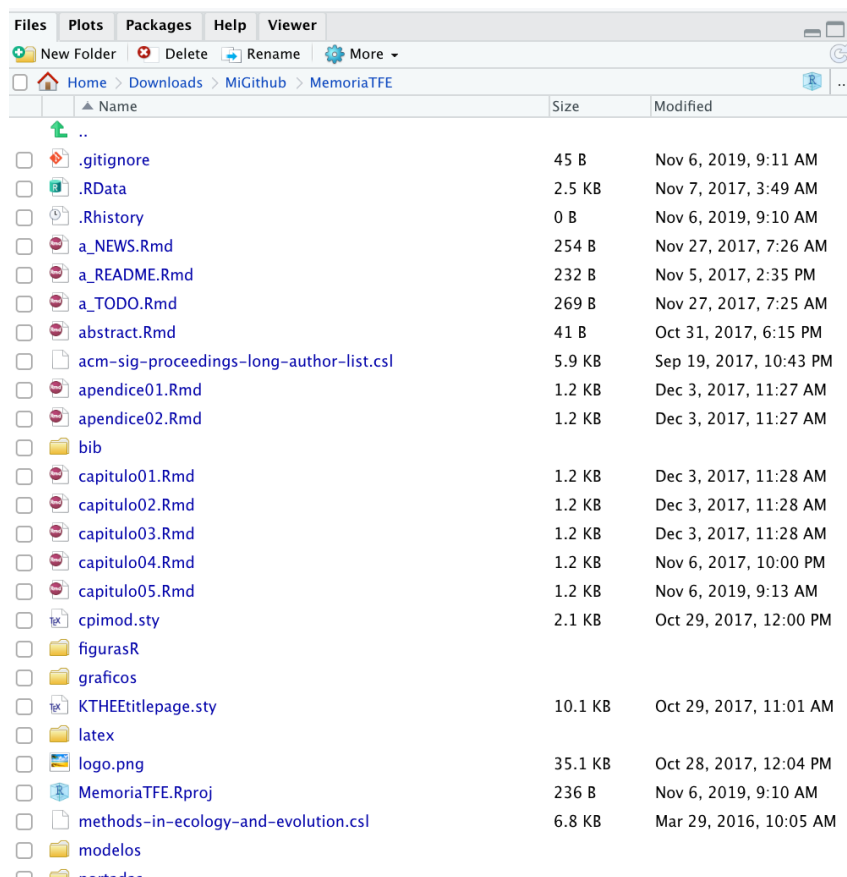 Files Plots Packages Help Viewer
New Folder Delete Rename More
Home > Downloads > MiGithub > MemoriaTFE ..
Name Size Modified
..
.gitignore 45 B Nov 6, 2019, 9:11 AM
.RData 2.5 KB Nov 7, 2017, 3:49 AM
.Rhistory 0 B Nov 6, 2019, 9:10 AM
a_NEWS.Rmd 254 B Nov 27, 2017, 7:26 AM
a_README.Rmd 232 B Nov 5, 2017, 2:35 PM
a_TODO.Rmd 269 B Nov 27, 2017, 7:25 AM
abstract.Rmd 41 B Oct 31, 2017, 6:15 PM
acm-sig-proceedings-long-author-list.csl 5.9 KB Sep 19, 2017, 10:43 PM
apendice01.Rmd 1.2 KB Dec 3, 2017, 11:27 AM
apendice02.Rmd 1.2 KB Dec 3, 2017, 11:27 AM
bib
capitulo01.Rmd 1.2 KB Dec 3, 2017, 11:28 AM
capitulo02.Rmd 1.2 KB Dec 3, 2017, 11:28 AM
capitulo03.Rmd 1.2 KB Dec 3, 2017, 11:28 AM
capitulo04.Rmd 1.2 KB Nov 6, 2017, 10:00 PM
capitulo05.Rmd 1.2 KB Nov 6, 2019, 9:13 AM
cpimod.sty 2.1 KB Oct 29, 2017, 12:00 PM
figurasR
graficos
KTHEEtitlepage.sty 10.1 KB Oct 29, 2017, 11:01 AM
latex
logo.png 35.1 KB Oct 28, 2017, 12:04 PM
MemoriaTFE.Rproj 236 B Nov 6, 2019, 9:10 AM
methods-in-ecology-and-evolution.csl 6.8 KB Mar 29, 2016, 10:05 AM
modelos